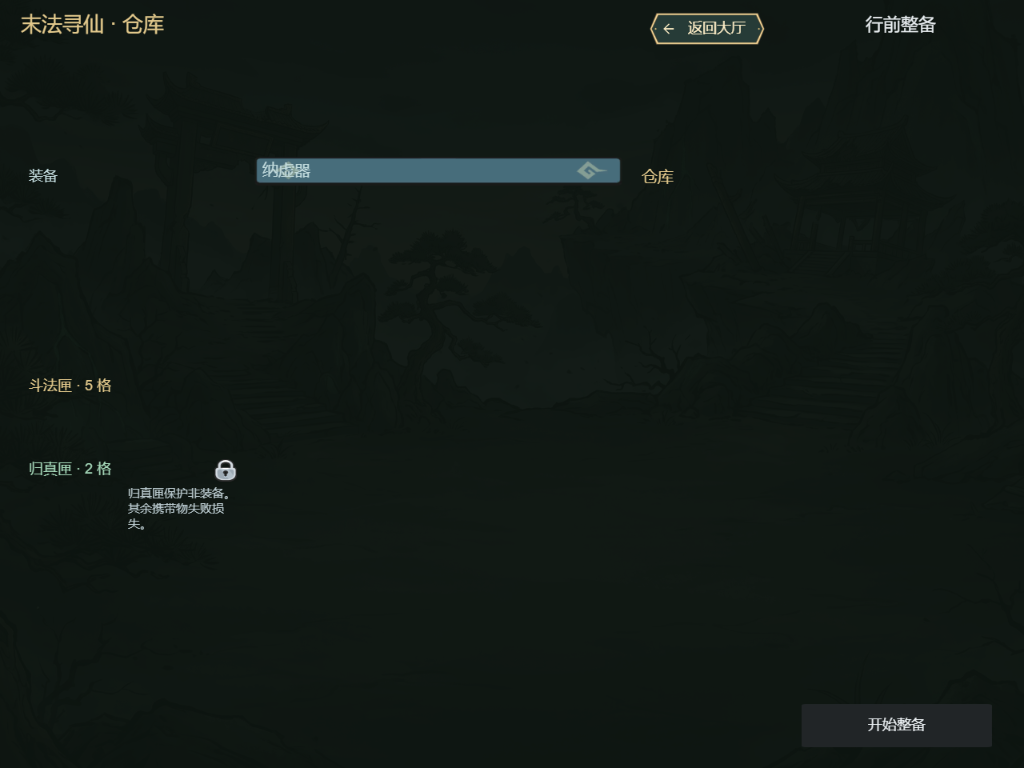 末法寻仙 · 仓库
← 返回大厅
行前整备
装备
纳虚器
仓库
斗法匣 · 5 格
归真匣 · 2 格
归真匣保护非装备。
其余携带物失败损
失。
开始整备